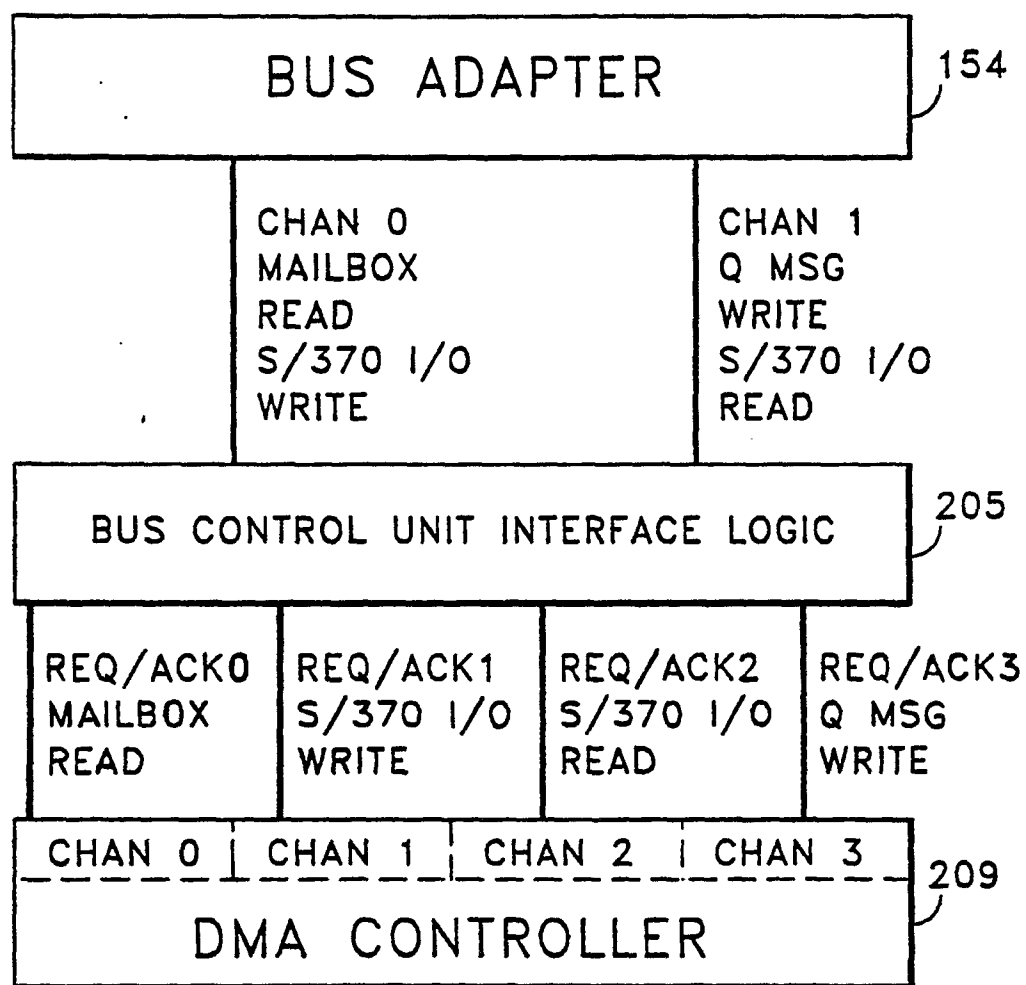 BUS ADAPTER
154
CHAN 0
MAILBOX
READ
S/370 I/O
WRITE
CHAN 1
Q MSG
WRITE
S/370 I/O
READ
BUS CONTROL UNIT INTERFACE LOGIC
205
REQ/ACK0
MAILBOX
READ
REQ/ACK1
S/370 I/O
WRITE
REQ/ACK2
S/370 I/O
READ
REQ/ACK3
Q MSG
WRITE
CHAN 0
CHAN 1
CHAN 2
CHAN 3
209
DMA CONTROLLER